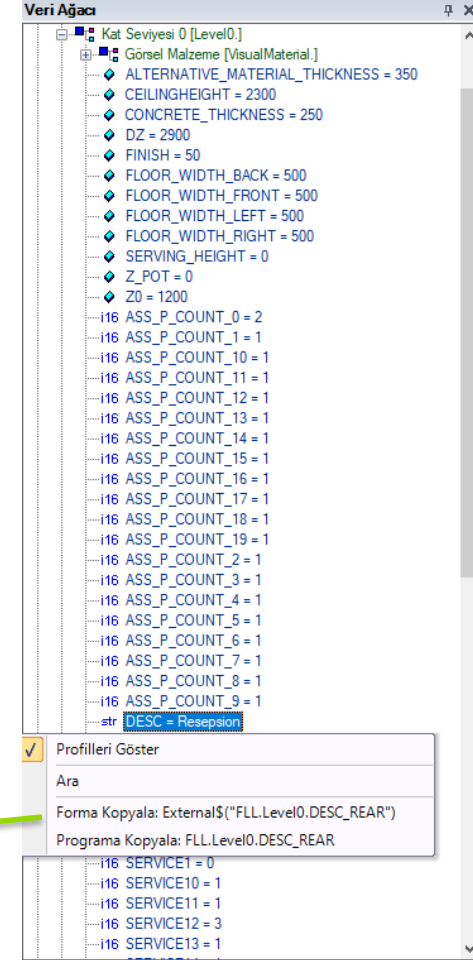 Veri Ağacı
Kat Seviyesi 0 [Level0.]
Görsel Malzeme [VisualMaterial.]
ALTERNATIVE_MATERIAL_THICKNESS = 350
CEILINGHEIGHT = 2300
CONCRETE_THICKNESS = 250
DZ = 2900
FINISH = 50
FLOOR_WIDTH_BACK = 500
FLOOR_WIDTH_FRONT = 500
FLOOR_WIDTH_LEFT = 500
FLOOR_WIDTH_RIGHT = 500
SERVING_HEIGHT = 0
Z_POT = 0
Z0 = 1200
i16 ASS_P_COUNT_0 = 2
i16 ASS_P_COUNT_1 = 1
i16 ASS_P_COUNT_10 = 1
i16 ASS_P_COUNT_11 = 1
i16 ASS_P_COUNT_12 = 1
i16 ASS_P_COUNT_13 = 1
i16 ASS_P_COUNT_14 = 1
i16 ASS_P_COUNT_15 = 1
i16 ASS_P_COUNT_16 = 1
i16 ASS_P_COUNT_17 = 1
i16 ASS_P_COUNT_18 = 1
i16 ASS_P_COUNT_19 = 1
i16 ASS_P_COUNT_2 = 1
i16 ASS_P_COUNT_3 = 1
i16 ASS_P_COUNT_4 = 1
i16 ASS_P_COUNT_5 = 1
i16 ASS_P_COUNT_6 = 1
i16 ASS_P_COUNT_7 = 1
i16 ASS_P_COUNT_8 = 1
i16 ASS_P_COUNT_9 = 1
str DESC = Resepsion
Profilleri Göster
Ara
Forma Kopyala: External$("FLL.Level0.DESC_REAR")
Programa Kopyala: FLL.Level0.DESC_REAR
i16 SERVICE1 = 0
i16 SERVICE10 = 1
i16 SERVICE11 = 1
i16 SERVICE12 = 3
i16 SERVICE13 = 1